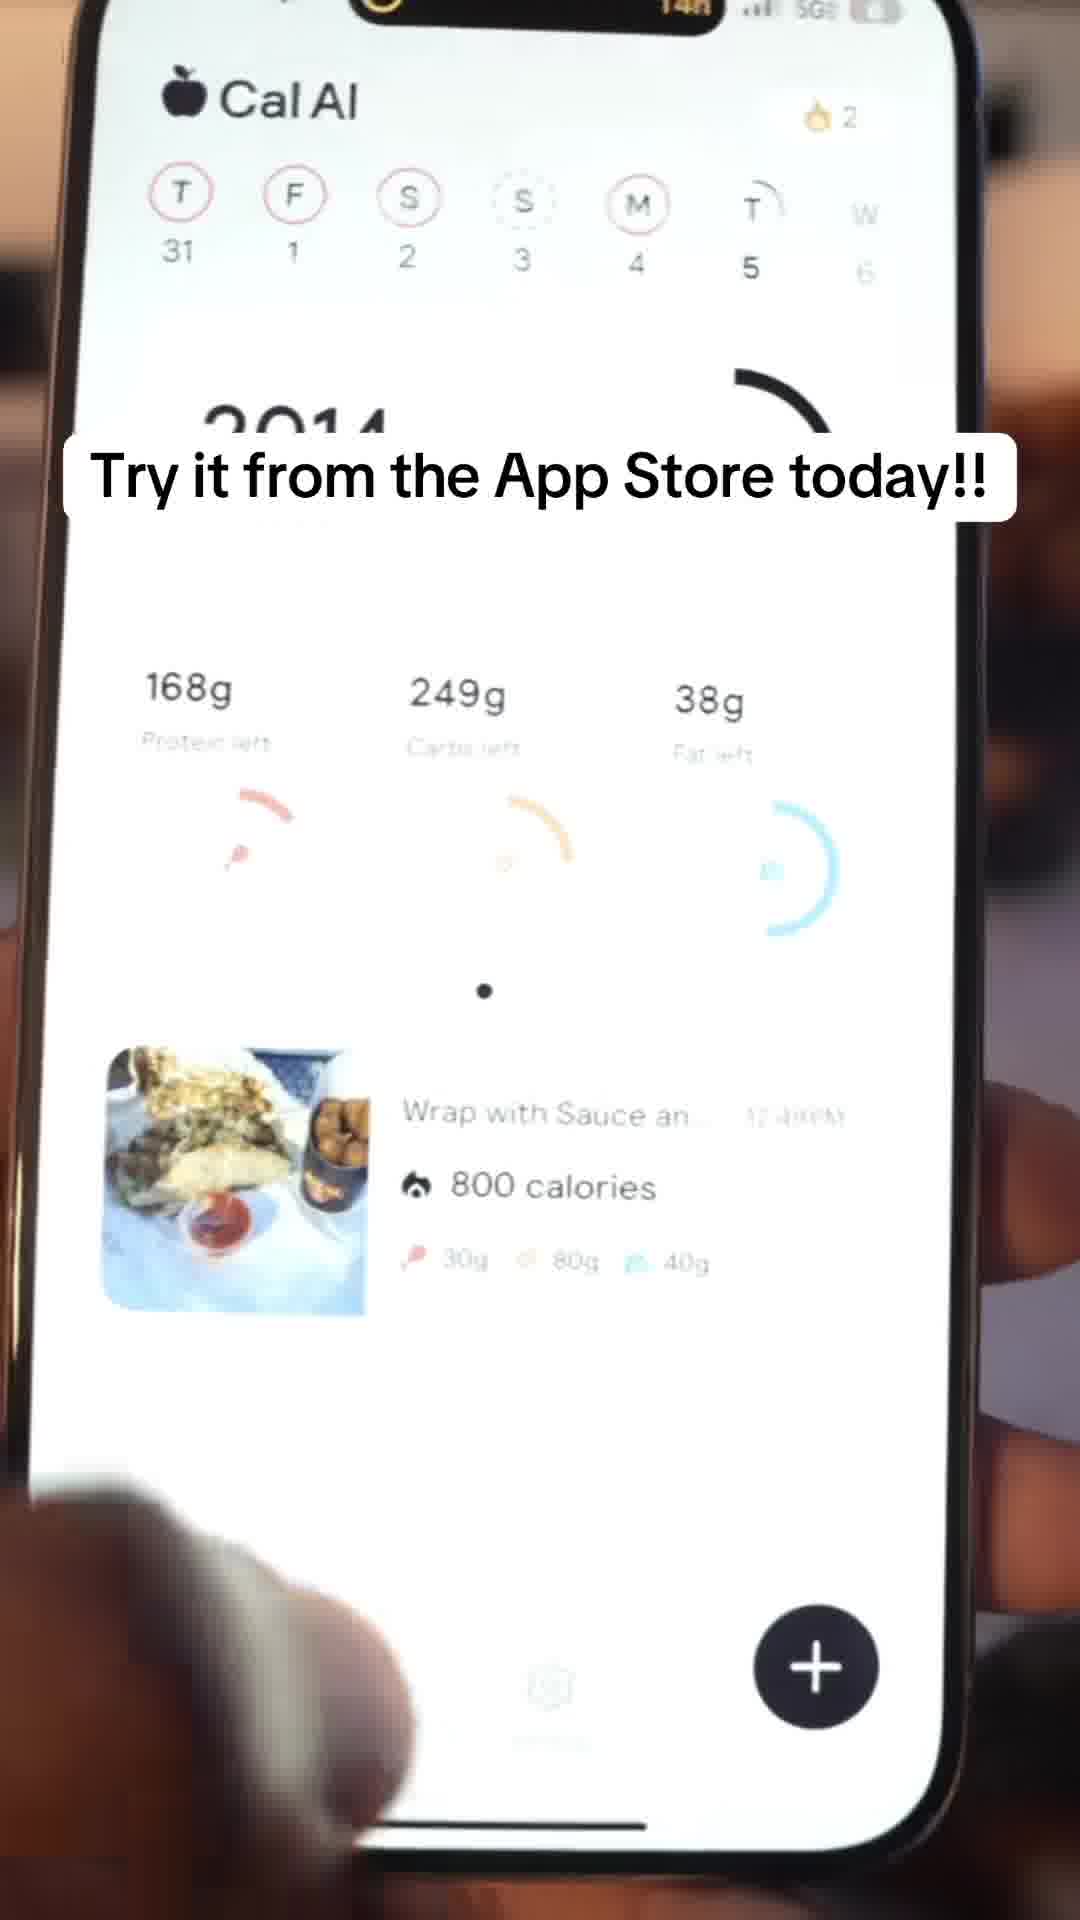 14h
5G
Cal AI
2
T F S S M T W
31 1 2 3 4 5 6
2014
Try it from the App Store today!!
168g 249g 38g
Protein left Carbs left Fat left
Wrap with Sauce an...
800 calories
30g 80g 40g